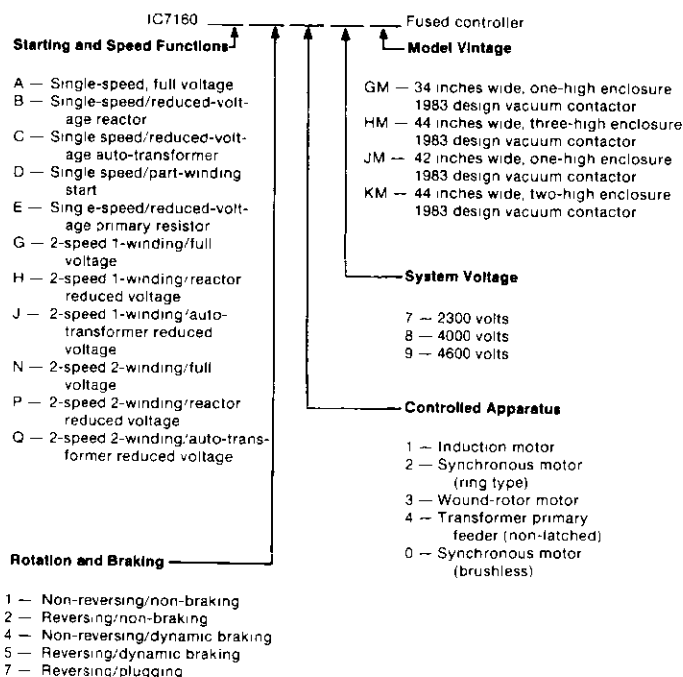 IC7160 __ __ __ __ __ Fused controller
Starting and Speed Functions
A — Single-speed, full voltage
B — Single-speed/reduced-volt-
age reactor
C — Single speed/reduced-volt-
age auto-transformer
D — Single speed/part-winding
start
E — Sing e-speed/reduced-volt-
age primary resistor
G — 2-speed 1-winding/full
voltage
H — 2-speed 1-winding/reactor
reduced voltage
J — 2-speed 1-winding/auto-
transformer reduced
voltage
N — 2-speed 2-winding/full
voltage
P — 2-speed 2-winding/reactor
reduced voltage
Q — 2-speed 2-winding/auto-trans-
former reduced voltage
Rotation and Braking
1 — Non-reversing/non-braking
2 — Reversing/non-braking
4 — Non-reversing/dynamic braking
5 — Reversing/dynamic braking
7 — Reversing/plugging
Model Vintage
GM — 34 inches wide, one-high enclosure
1983 design vacuum contactor
HM — 44 inches wide, three-high enclosure
1983 design vacuum contactor
JM — 42 inches wide, one-high enclosure
1983 design vacuum contactor
KM — 44 inches wide, two-high enclosure
1983 design vacuum contactor
System Voltage
7 — 2300 volts
8 — 4000 volts
9 — 4600 volts
Controlled Apparatus
1 — Induction motor
2 — Synchronous motor
(ring type)
3 — Wound-rotor motor
4 — Transformer primary
feeder (non-latched)
0 — Synchronous motor
(brushless)